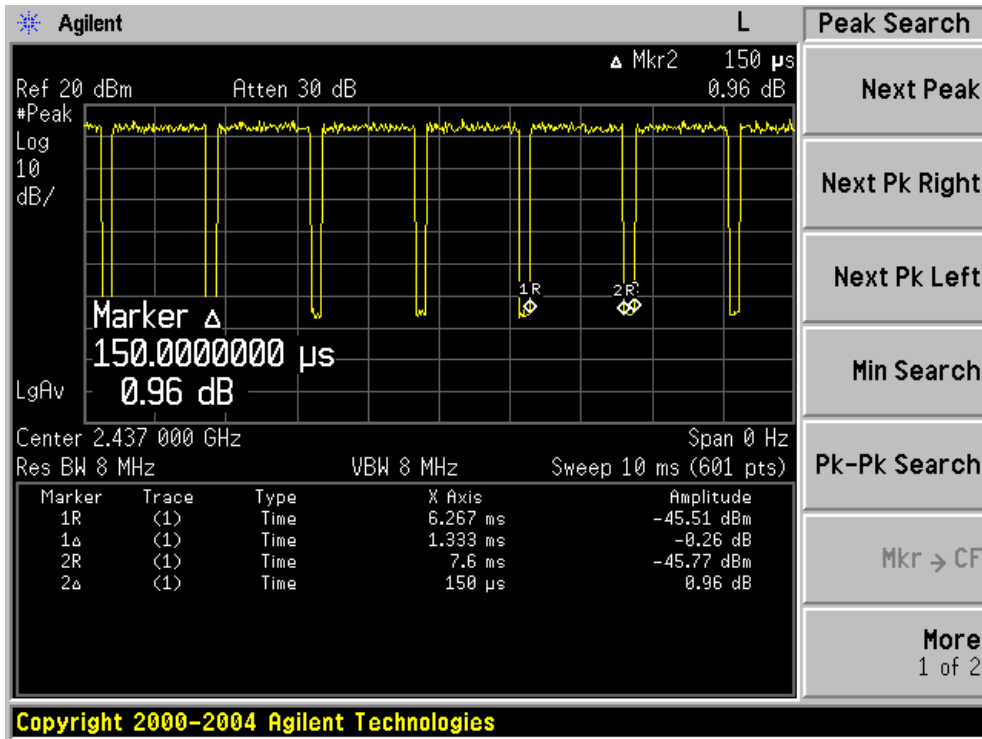 Agilent L Peak Search
Δ Mkr2 150 µs
Ref 20 dBm Atten 30 dB 0.96 dB
#Peak
Log
10
dB/
1R 2R
Marker Δ
150.0000000 µs
0.96 dB
LgAv
Center 2.437 000 GHz Span 0 Hz
Res BW 8 MHz VBW 8 MHz Sweep 10 ms (601 pts)
Marker Trace Type X Axis Amplitude
1R (1) Time 6.267 ms -45.51 dBm
1Δ (1) Time 1.333 ms -0.26 dB
2R (1) Time 7.6 ms -45.77 dBm
2Δ (1) Time 150 µs 0.96 dB
Next Peak
Next Pk Right
Next Pk Left
Min Search
Pk-Pk Search
Mkr → CF
More
1 of 2
Copyright 2000-2004 Agilent Technologies